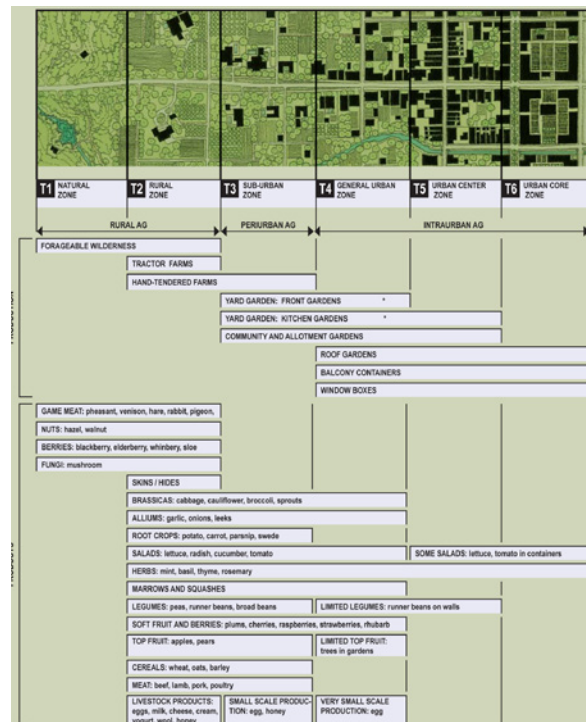 T1 NATURAL ZONE
T2 RURAL ZONE
T3 SUB-URBAN ZONE
T4 GENERAL URBAN ZONE
T5 URBAN CENTER ZONE
T6 URBAN CORE ZONE
RURAL AG
PERIURBAN AG
INTRAURBAN AG
FORAGEABLE WILDERNESS
TRACTOR FARMS
HAND-TENDERED FARMS
YARD GARDEN: FRONT GARDENS *
YARD GARDEN: KITCHEN GARDENS *
COMMUNITY AND ALLOTMENT GARDENS
ROOF GARDENS
BALCONY CONTAINERS
WINDOW BOXES
GAME MEAT: pheasant, venison, hare, rabbit, pigeon,
NUTS: hazel, walnut
BERRIES: blackberry, elderberry, whinbery, sloe
FUNGI: mushroom
SKINS / HIDES
BRASSICAS: cabbage, cauliflower, broccoli, sprouts
ALLIUMS: garlic, onions, leeks
ROOT CROPS: potato, carrot, parsnip, swede
SALADS: lettuce, radish, cucumber, tomato
SOME SALADS: lettuce, tomato in containers
HERBS: mint, basil, thyme, rosemary
MARROWS AND SQUASHES
LEGUMES: peas, runner beans, broad beans
LIMITED LEGUMES: runner beans on walls
SOFT FRUIT AND BERRIES: plums, cherries, raspberries, strawberries, rhubarb
TOP FRUIT: apples, pears
LIMITED TOP FRUIT:
trees in gardens
CEREALS: wheat, oats, barley
MEAT: beef, lamb, pork, poultry
LIVESTOCK PRODUCTS:
eggs, milk, cheese, cream,
yogurt, wool, honey
SMALL SCALE PRODUC-
TION: egg, honey
VERY SMALL SCALE
PRODUCTION: egg